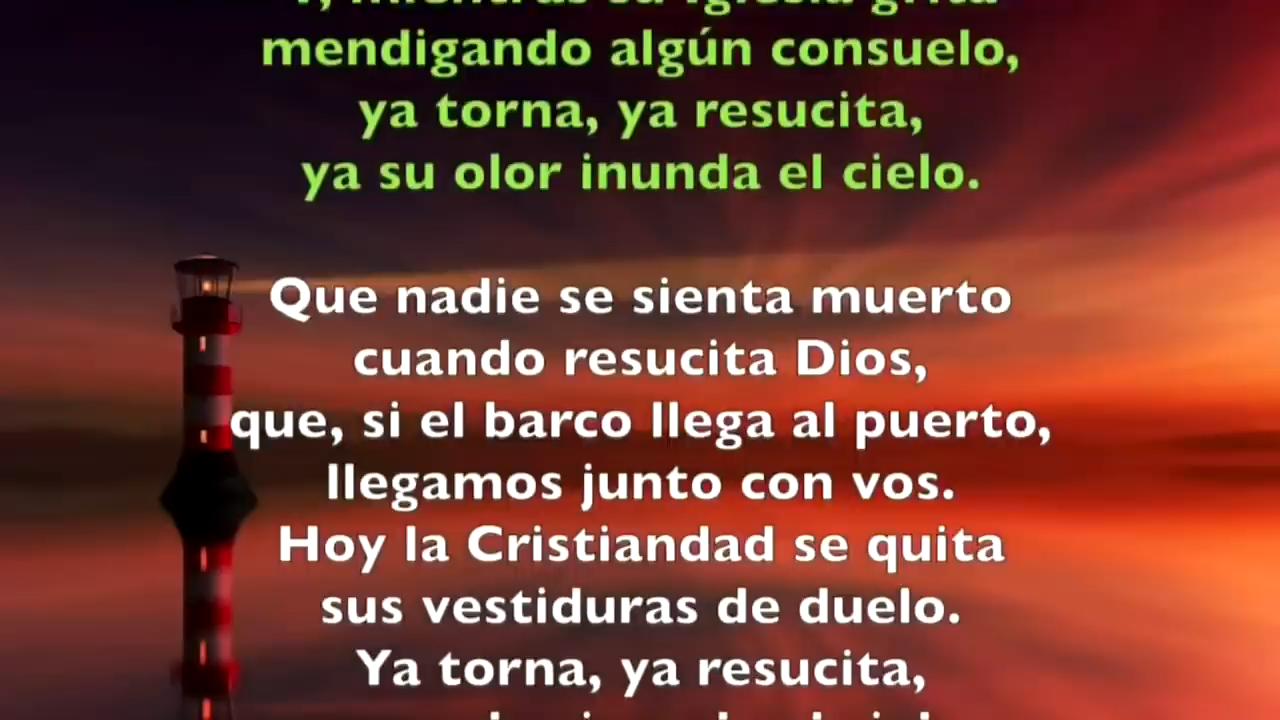 mendigando algún consuelo,
ya torna, ya resucita,
ya su olor inunda el cielo.
Que nadie se sienta muerto
cuando resucita Dios,
que, si el barco llega al puerto,
llegamos junto con vos.
Hoy la Cristiandad se quita
sus vestiduras de duelo.
Ya torna, ya resucita,